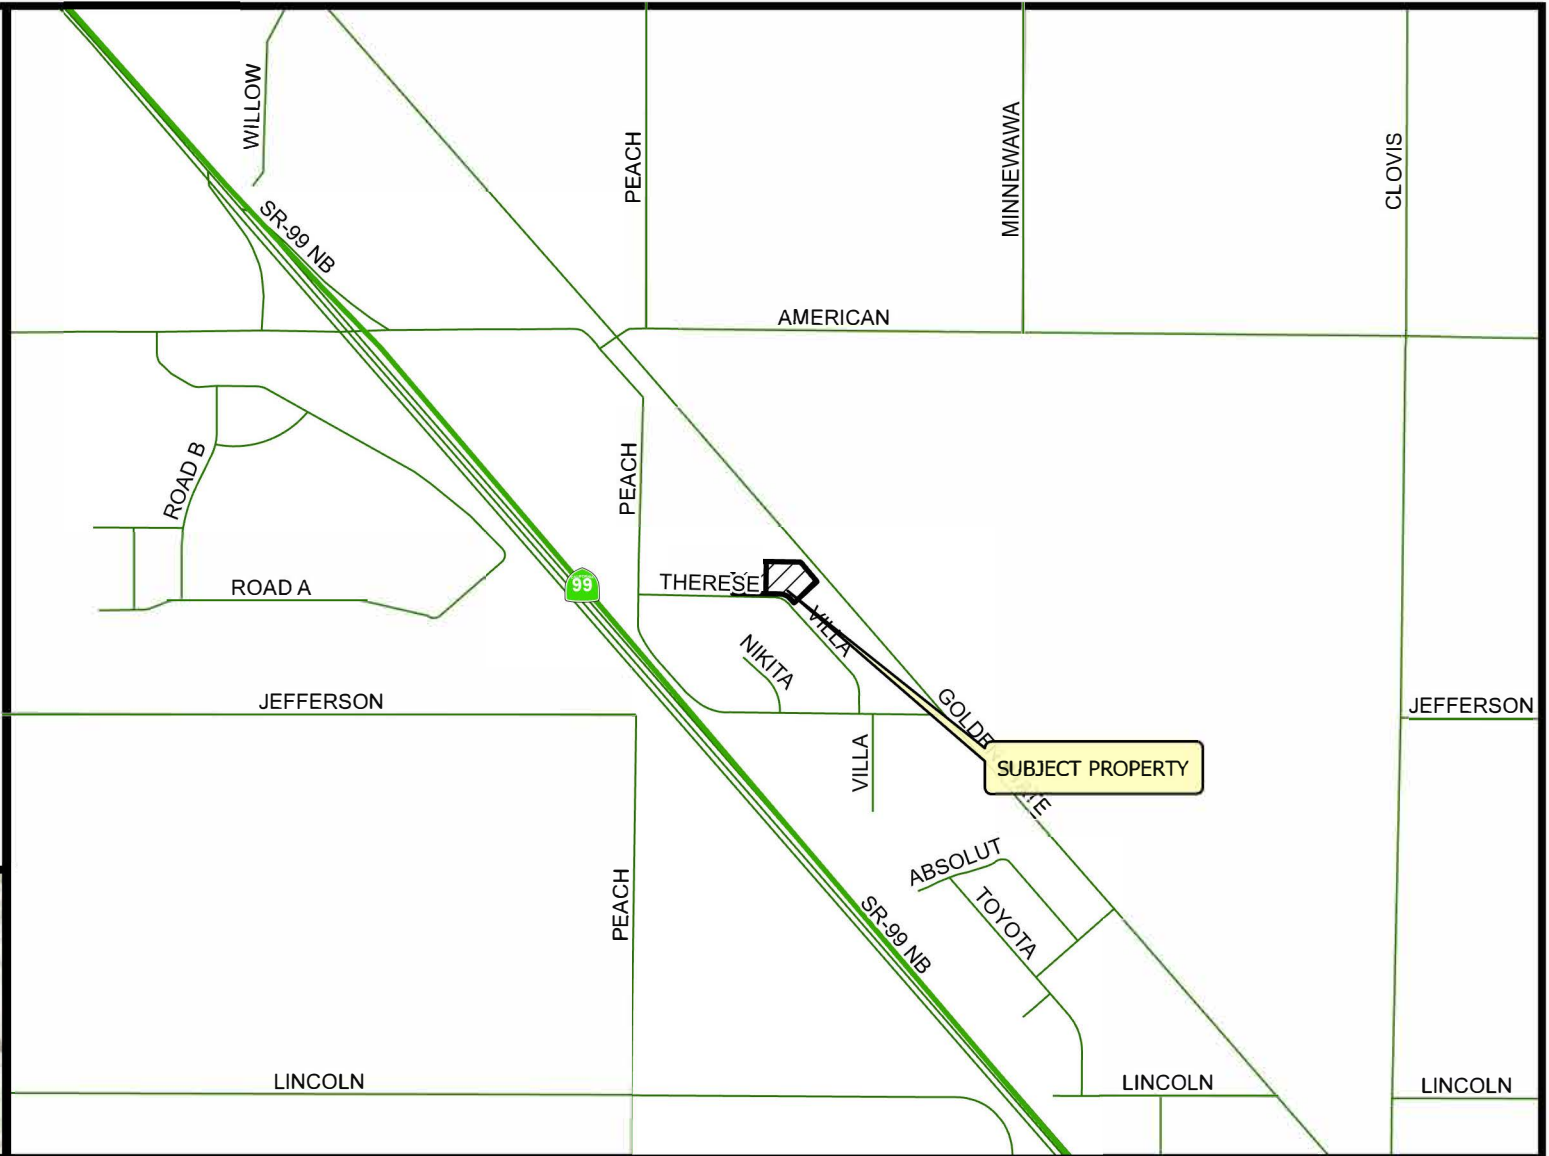 WILLOW
PEACH
MINNEWAWA
CLOVIS
SR-99 NB
AMERICAN
PEACH
ROAD B
THERESE
99
ROAD A
VILLA
NIKITA
JEFFERSON
JEFFERSON
SUBJECT PROPERTY
VILLA
ABSOLUT
TOYOTA
PEACH
SR-99 NB
LINCOLN
LINCOLN
LINCOLN